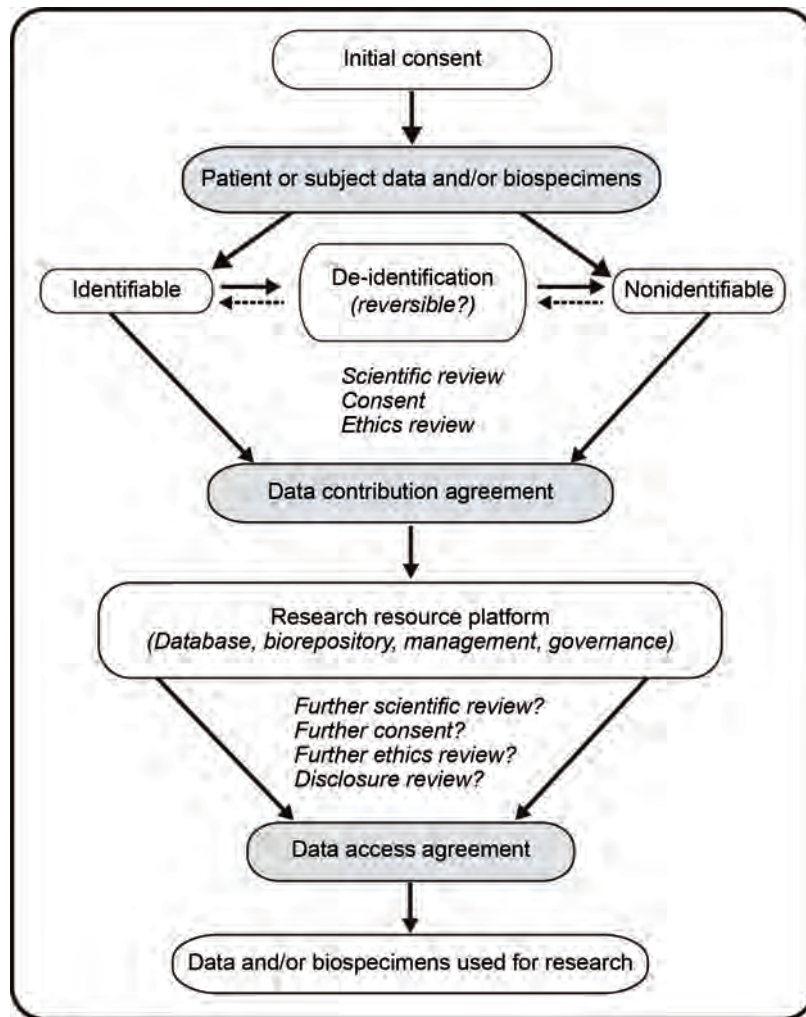 Initial consent
Patient or subject data and/or biospecimens
Identifiable
De-identification
(reversible?)
Nonidentifiable
Scientific review
Consent
Ethics review
Data contribution agreement
Research resource platform
(Database, biorepository, management, governance)
Further scientific review?
Further consent?
Further ethics review?
Disclosure review?
Data access agreement
Data and/or biospecimens used for research